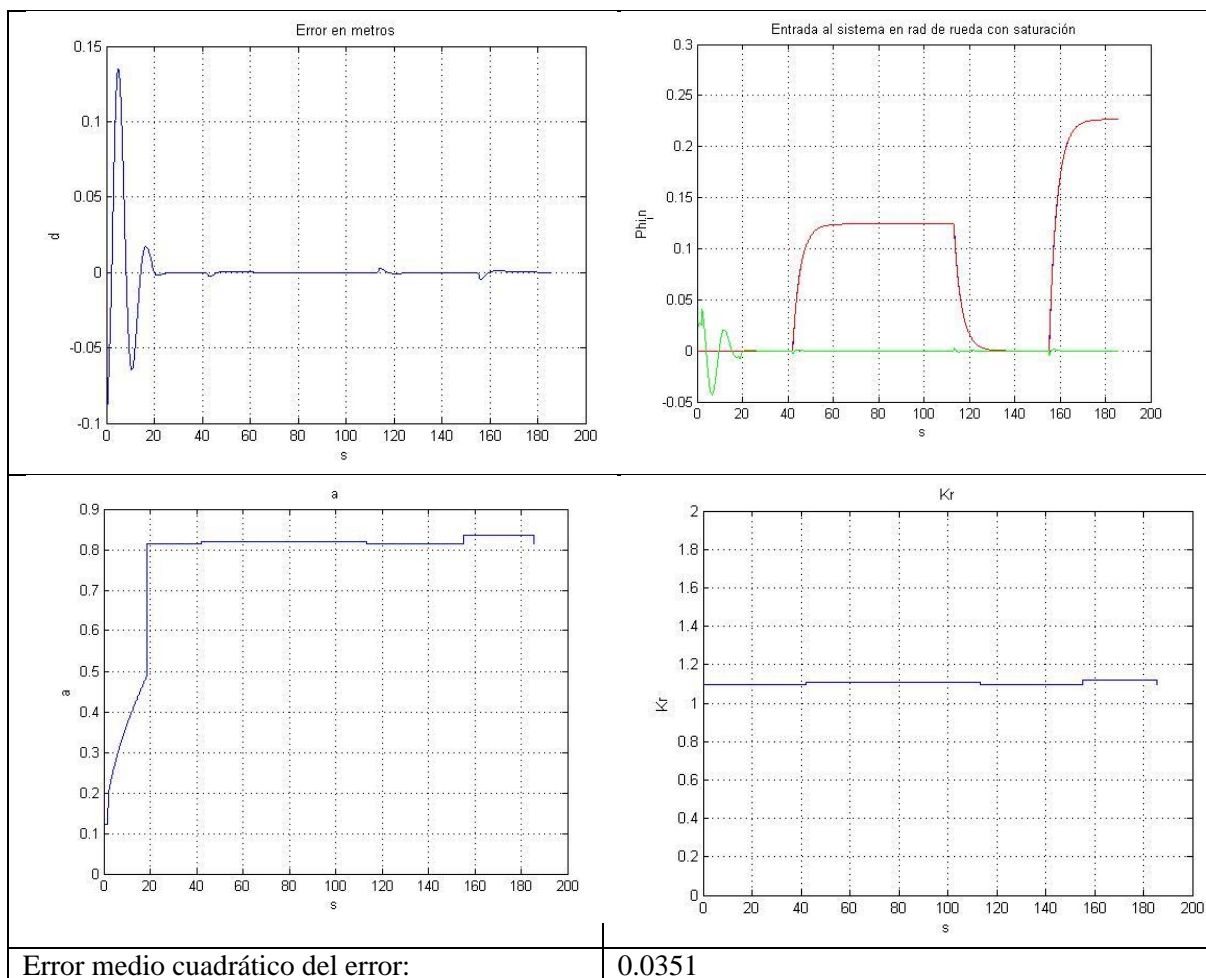 Error en metros
0.15
0.1
0.05
0
-0.05
-0.1
d
0 20 40 60 80 100 120 140 160 180 200
s
Entrada al sistema en rad de rueda con saturación
0.3
0.25
0.2
0.15
0.1
0.05
0
-0.05
Phi,n
0 20 40 60 80 100 120 140 160 180 200
s
a
0.9
0.8
0.7
0.6
0.5
0.4
0.3
0.2
0.1
0
a
0 20 40 60 80 100 120 140 160 180 200
s
Kr
2
1.8
1.6
1.4
1.2
1
0.8
0.6
0.4
0.2
0
Kr
0 20 40 60 80 100 120 140 160 180 200
s
Error medio cuadrático del error: 0.0351